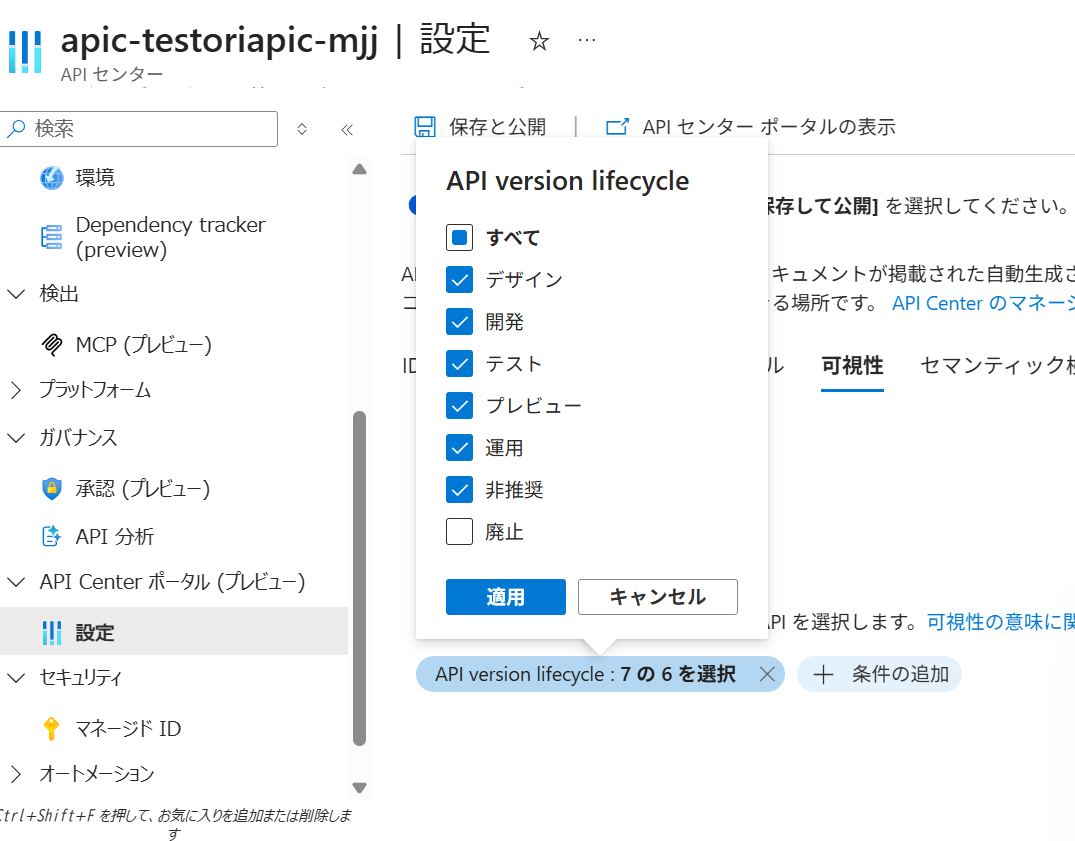 apic-testoriapic-mjj | 設定
API センター
検索
環境
Dependency tracker
(preview)
検出
MCP (プレビュー)
プラットフォーム
ガバナンス
承認 (プレビュー)
API 分析
API Center ポータル (プレビュー)
設定
セキュリティ
マネージド ID
オートメーション
Ctrl+Shift+F を押して、お気に入りを追加または削除しま
す
保存と公開
API センター ポータルの表示
API version lifecycle
すべて
デザイン
開発
テスト
プレビュー
運用
非推奨
廃止
適用
キャンセル
保存して公開] を選択してください。
キュメントが掲載された自動生成さ
る場所です。 API Center のマネージ
ID
ル
可視性
セマンティック検
API を選択します。可視性の意味に関
API version lifecycle : 7 の 6 を選択
条件の追加